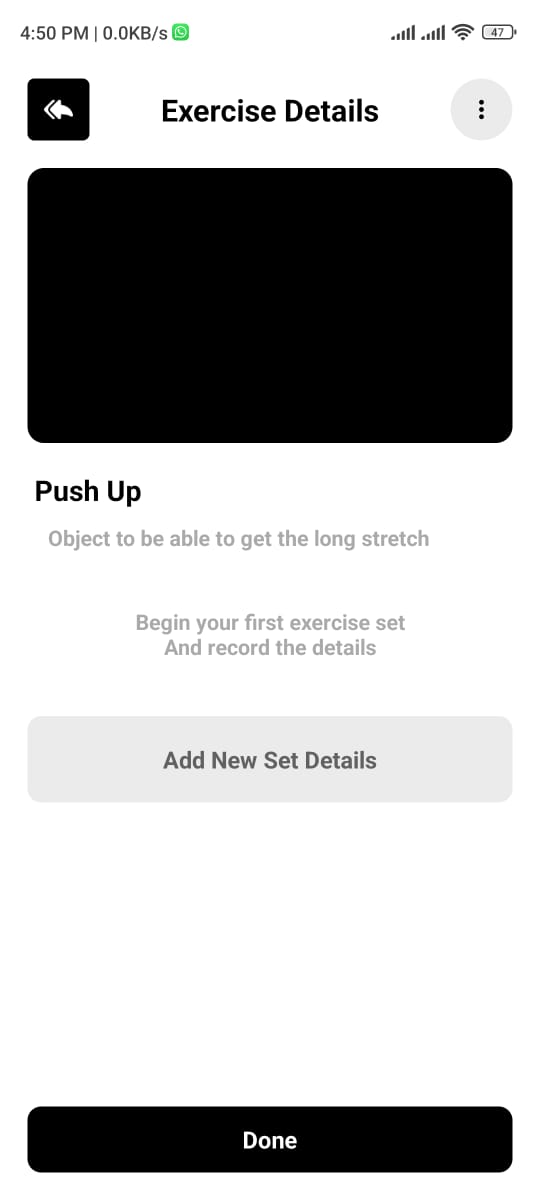 4:50 PM | 0.0KB/s 47
Exercise Details
Push Up
Object to be able to get the long stretch
Begin your first exercise set
And record the details
Add New Set Details
Done